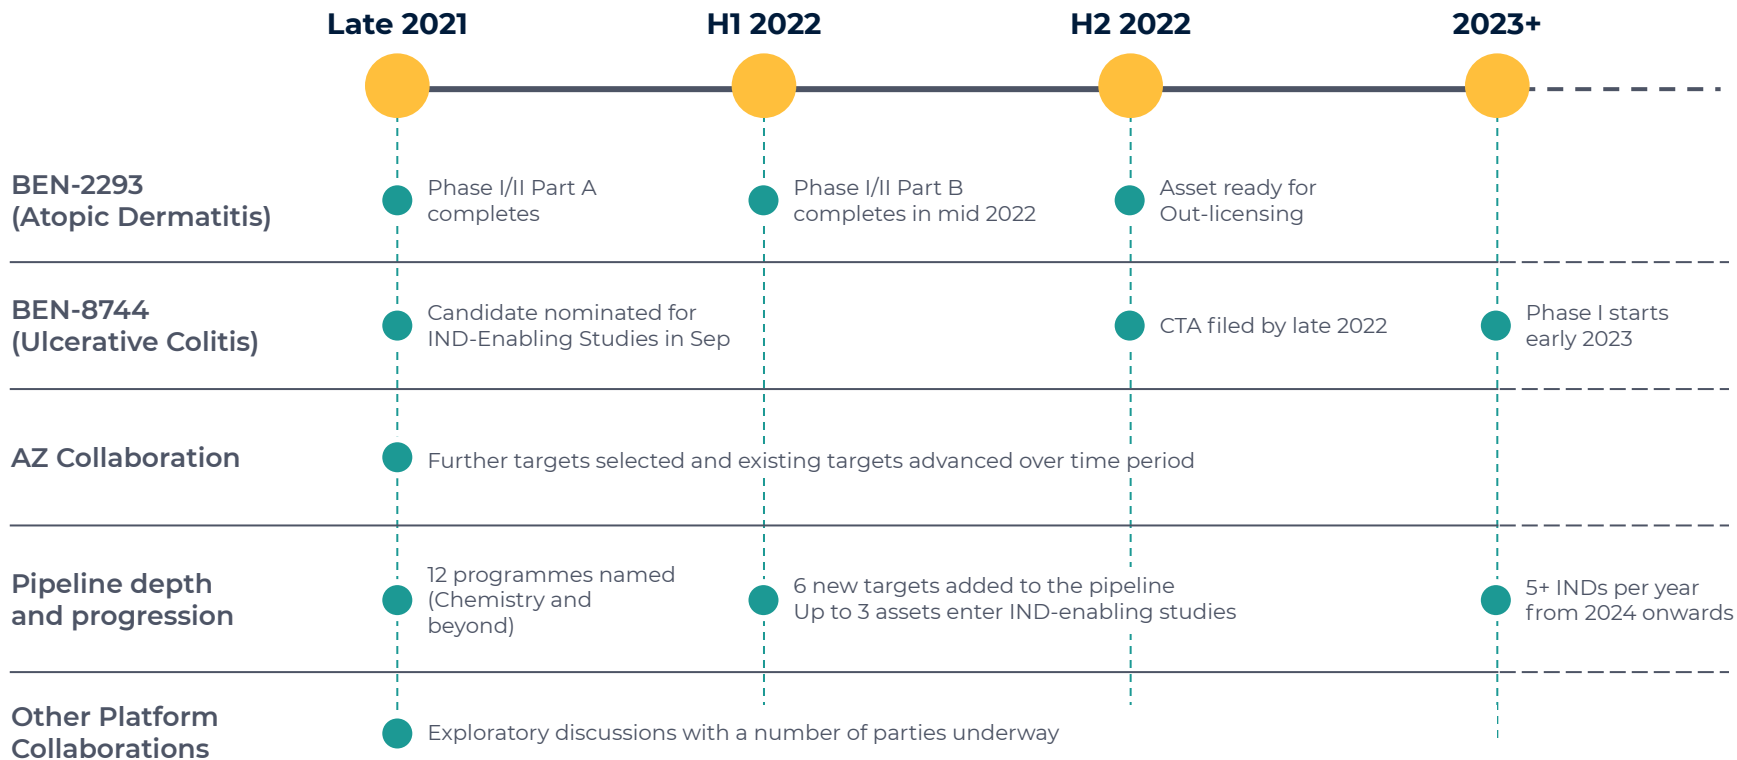 Late 2021
H1 2022
H2 2022
2023+
BEN-2293
(Atopic Dermatitis)
Phase I/II Part A
completes
Phase I/II Part B
completes in mid 2022
Asset ready for
Out-licensing
BEN-8744
(Ulcerative Colitis)
Candidate nominated for
IND-Enabling Studies in Sep
CTA filed by late 2022
Phase I starts
early 2023
AZ Collaboration
Further targets selected and existing targets advanced over time period
Pipeline depth
and progression
12 programmes named
(Chemistry and
beyond)
6 new targets added to the pipeline
Up to 3 assets enter IND-enabling studies
5+ INDs per year
from 2024 onwards
Other Platform
Collaborations
Exploratory discussions with a number of parties underway